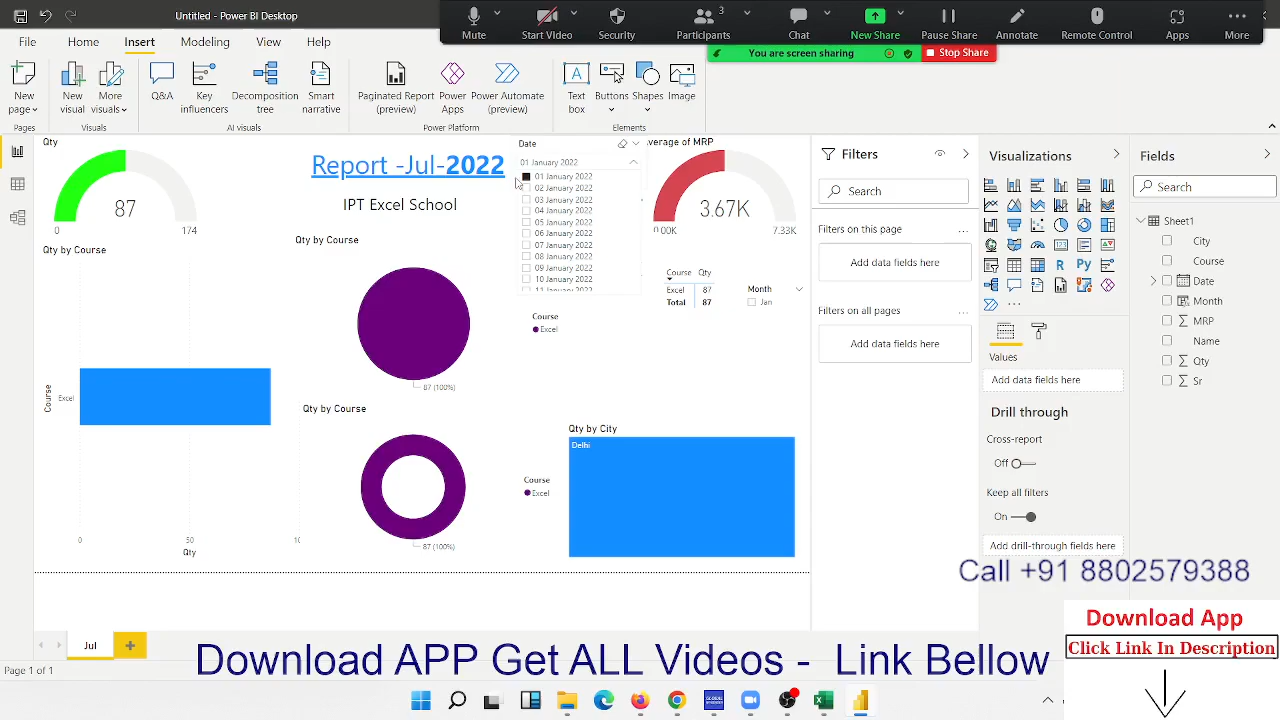 Untitled - Power BI Desktop
Mute
Start Video
Security
3
Participants
Chat
New Share
Pause Share
Annotate
Remote Control
Apps
More
You are screen sharing
Stop Share
File
Home
Insert
Modeling
View
Help
New page
New visual
More visuals
Q&A
Key influencers
Decomposition tree
Smart narrative
Paginated Report (preview)
Power Apps
Power Automate (preview)
Text box
Buttons
Shapes
Image
Pages
Visuals
AI visuals
Power Platform
Elements
Qty
87
0
174
Report -Jul-2022
IPT Excel School
Date
01 January 2022
01 January 2022
02 January 2022
03 January 2022
04 January 2022
05 January 2022
06 January 2022
07 January 2022
08 January 2022
09 January 2022
10 January 2022
11 January 2022
verage of MRP
3.67K
0.00K
7.33K
Qty by Course
Course
Excel
0
50
10
Qty
Qty by Course
87 (100%)
Course
Excel
Qty by Course
87 (100%)
Course
Excel
Course Qty
Excel 87
Total 87
Month
Jan
Qty by City
Delhi
Filters
Search
Filters on this page
Add data fields here
Filters on all pages
Add data fields here
Visualizations
R
Py
Values
Add data fields here
Drill through
Cross-report
Off
Keep all filters
On
Add drill-through fields here
Fields
Search
Sheet1
City
Course
Date
Month
MRP
Name
Qty
Sr
Call +91 8802579388
Download App
Click Link In Description
Jul
Page 1 of 1
Download APP Get ALL Videos - Link Bellow